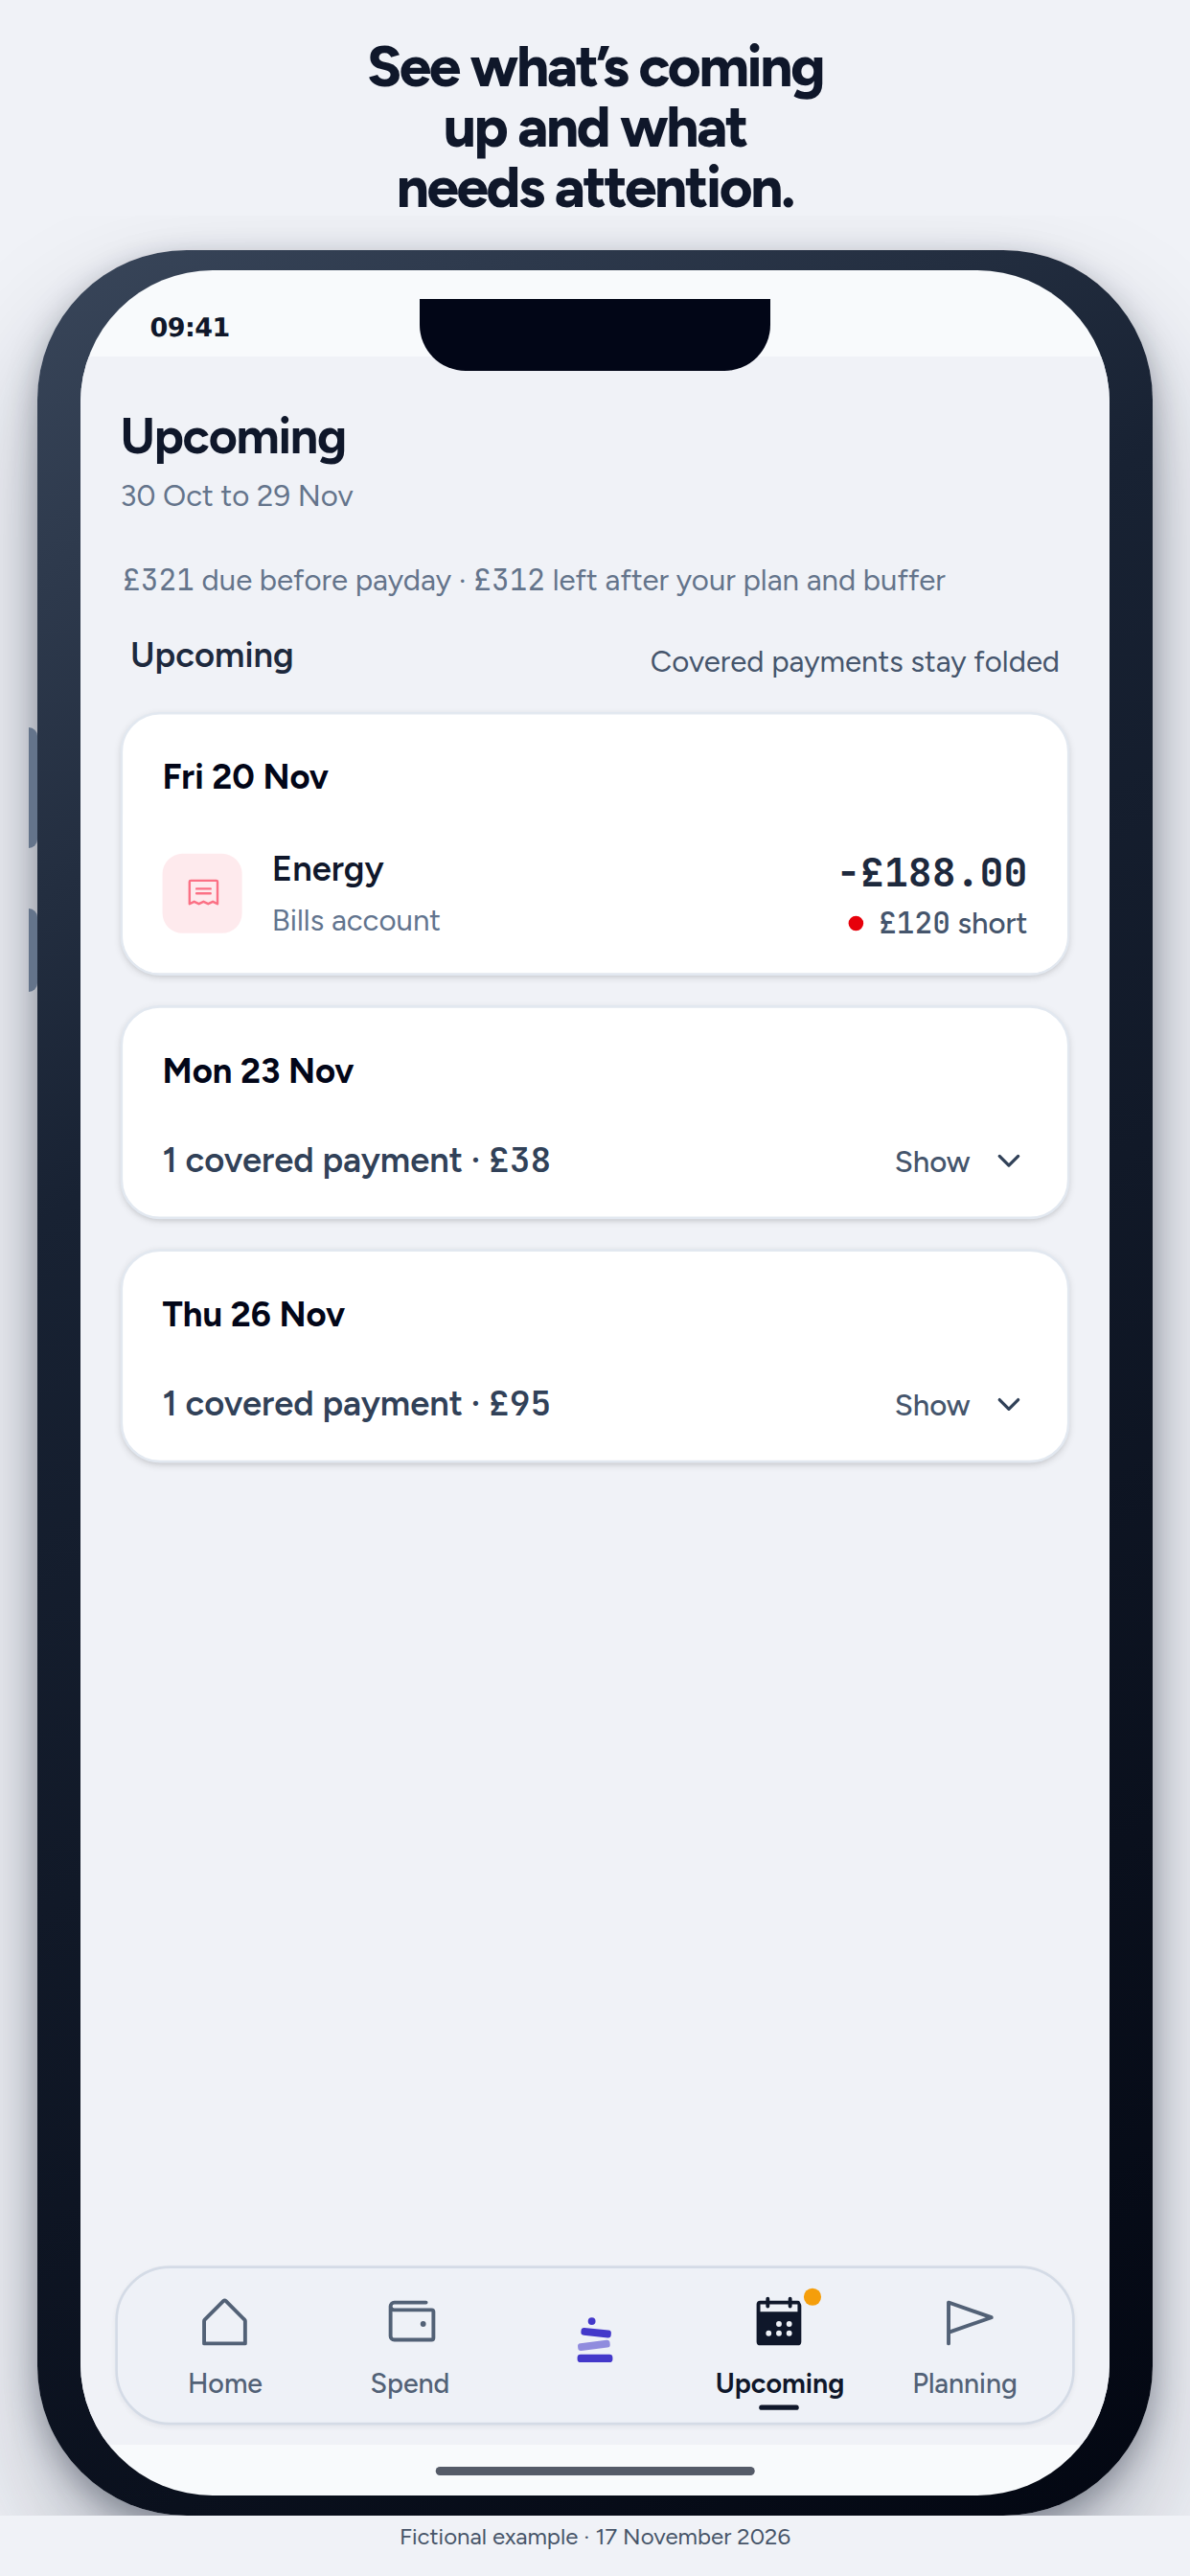 See what’s coming
up and what
needs attention.
09:41
Upcoming
30 Oct to 29 Nov
£321 due before payday · £312 left after your plan and buffer
Upcoming
Covered payments stay folded
Fri 20 Nov
Energy
-£188.00
Bills account
£120 short
Mon 23 Nov
1 covered payment · £38
Show
Thu 26 Nov
1 covered payment · £95
Show
Home
Spend
Upcoming
Planning
Fictional example · 17 November 2026